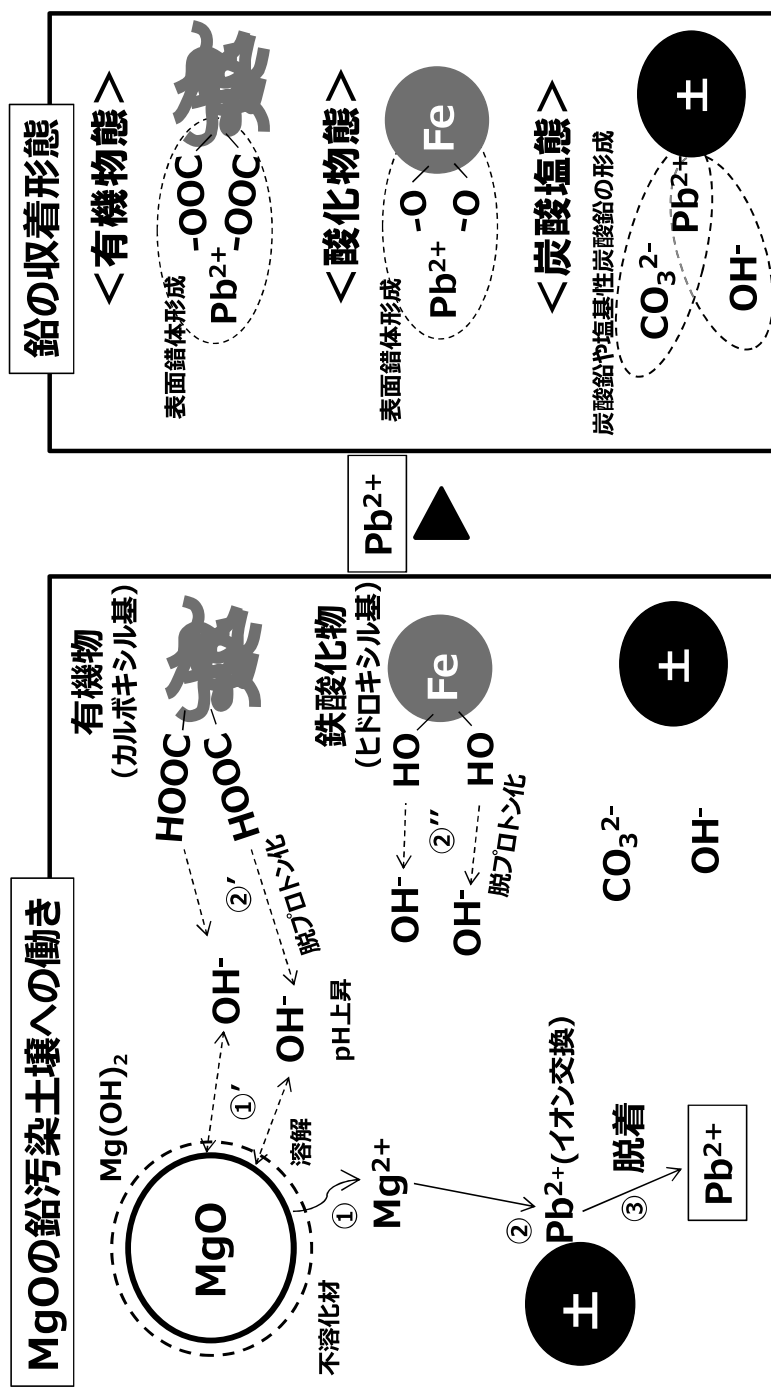 MgOの鉛汚染土壌への働き
Mg(OH)₂
MgO
不溶化材
溶解
①
①′
Mg²⁺
OH⁻
OH⁻
pH上昇
②′
脱プロトン化
有機物
(カルボキシル基)
HOOC
HOOC
鉄酸化物
(ヒドロキシル基)
Fe
HO
HO
OH⁻
OH⁻
②″
脱プロトン化
②
Pb²⁺(イオン交換)
土
③
脱着
Pb²⁺
CO₃²⁻
OH⁻
土
Pb²⁺
鉛の収着形態
<有機物態>
表面錯体形成
Pb²⁺
-OOC
-OOC
<酸化物態>
表面錯体形成
Pb²⁺
-O
-O
Fe
<炭酸塩態>
炭酸鉛や塩基性炭酸鉛の形成
CO₃²⁻
Pb²⁺
OH⁻
土